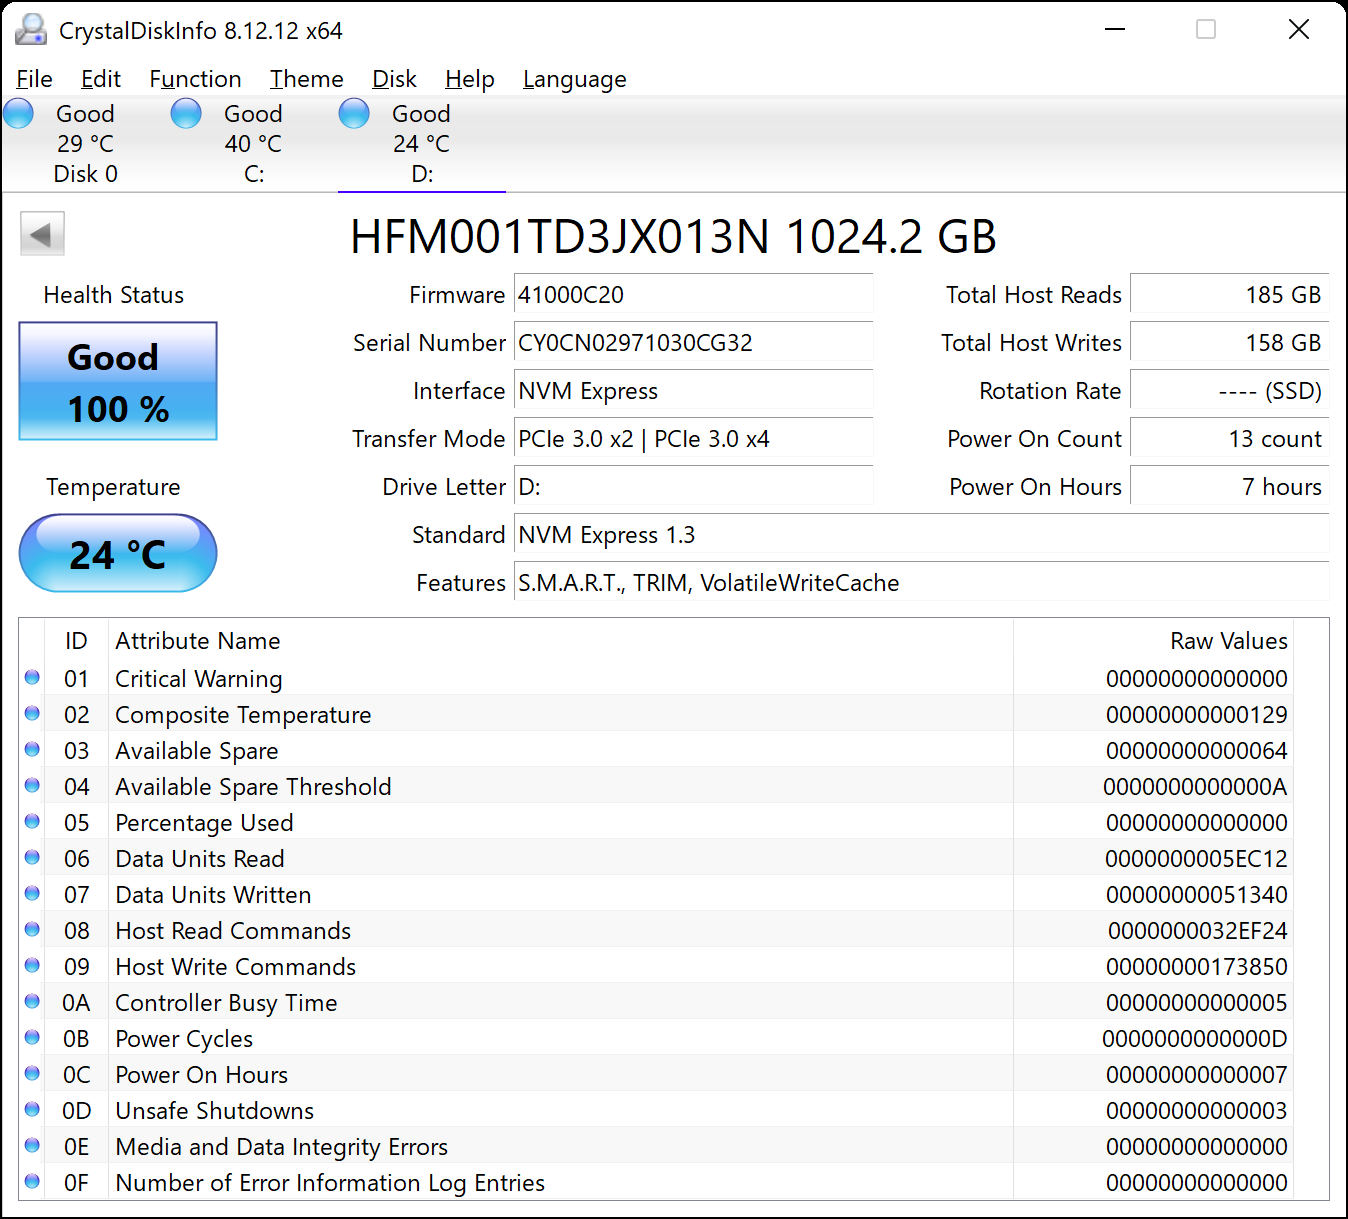 CrystalDiskInfo 8.12.12 x64
File Edit Function Theme Disk Help Language
Good Good Good
29 °C 40 °C 24 °C
Disk 0 C: D:
HFM001TD3JX013N 1024.2 GB
Health Status
Good
100 %
Temperature
24 °C
Firmware 41000C20
Serial Number CY0CN02971030CG32
Interface NVM Express
Transfer Mode PCIe 3.0 x2 | PCIe 3.0 x4
Drive Letter D:
Standard NVM Express 1.3
Features S.M.A.R.T., TRIM, VolatileWriteCache
Total Host Reads 185 GB
Total Host Writes 158 GB
Rotation Rate ---- (SSD)
Power On Count 13 count
Power On Hours 7 hours
ID Attribute Name Raw Values
01 Critical Warning 00000000000000
02 Composite Temperature 00000000000129
03 Available Spare 00000000000064
04 Available Spare Threshold 0000000000000A
05 Percentage Used 00000000000000
06 Data Units Read 0000000005EC12
07 Data Units Written 00000000051340
08 Host Read Commands 0000000032EF24
09 Host Write Commands 00000000173850
0A Controller Busy Time 00000000000005
0B Power Cycles 0000000000000D
0C Power On Hours 00000000000007
0D Unsafe Shutdowns 00000000000003
0E Media and Data Integrity Errors 00000000000000
0F Number of Error Information Log Entries 00000000000000